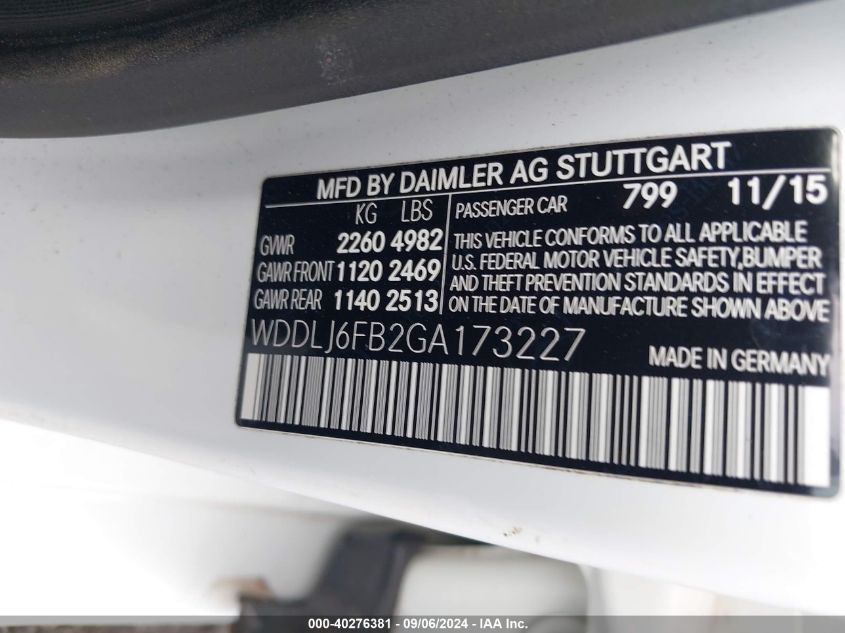 MFD BY DAIMLER AG STUTTGART
KG LBS
GVWR 2260 4982
GAWR FRONT 1120 2469
GAWR REAR 1140 2513
PASSENGER CAR 799 11/15
THIS VEHICLE CONFORMS TO ALL APPLICABLE
U.S. FEDERAL MOTOR VEHICLE SAFETY,BUMPER
AND THEFT PREVENTION STANDARDS IN EFFECT
ON THE DATE OF MANUFACTURE SHOWN ABOVE
WDDLJ6FB2GA173227
MADE IN GERMANY
000-40276381 - 09/06/2024 - IAA Inc.